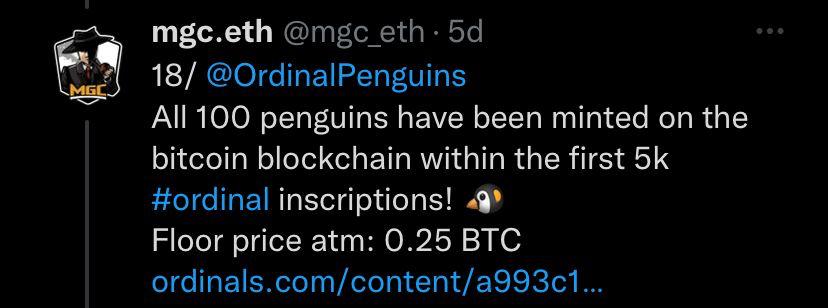 mgc.eth @mgc_eth · 5d
MGC
18/ @OrdinalPenguins
All 100 penguins have been minted on the
bitcoin blockchain within the first 5k
#ordinal inscriptions! 🐧
Floor price atm: 0.25 BTC
ordinals.com/content/a993c1...